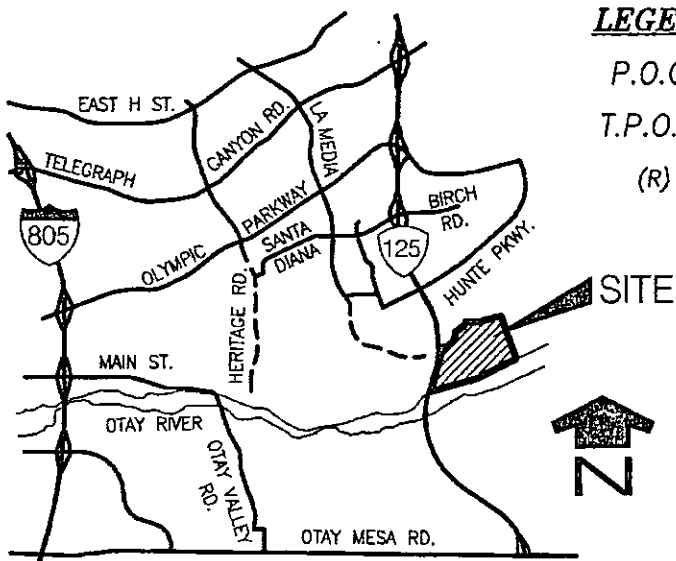 LEGE
P.O.
T.P.O.
(R)
EAST H ST.
TELEGRAPH
CANYON RD.
LA MEDIA
805
OLYMPIC
PARKWAY
SANTA
DIANA
BIRCH
RD.
125
HUNTE PKWY.
SITE
HERITAGE RD.
MAIN ST.
OTAY RIVER
OTAY VALLEY
RD.
N
OTAY MESA RD.